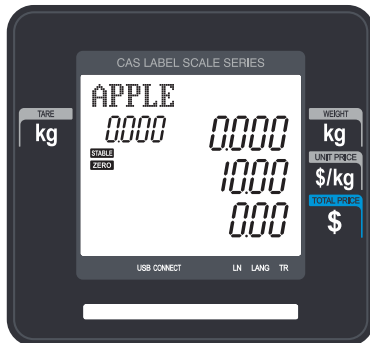 CAS LABEL SCALE SERIES
APPLE
TARE
kg
0.000
0.000
WEIGHT
kg
STABLE
ZERO
10.00
UNIT PRICE
$/kg
0.00
TOTAL PRICE
$
USB CONNECT LN LANG TR